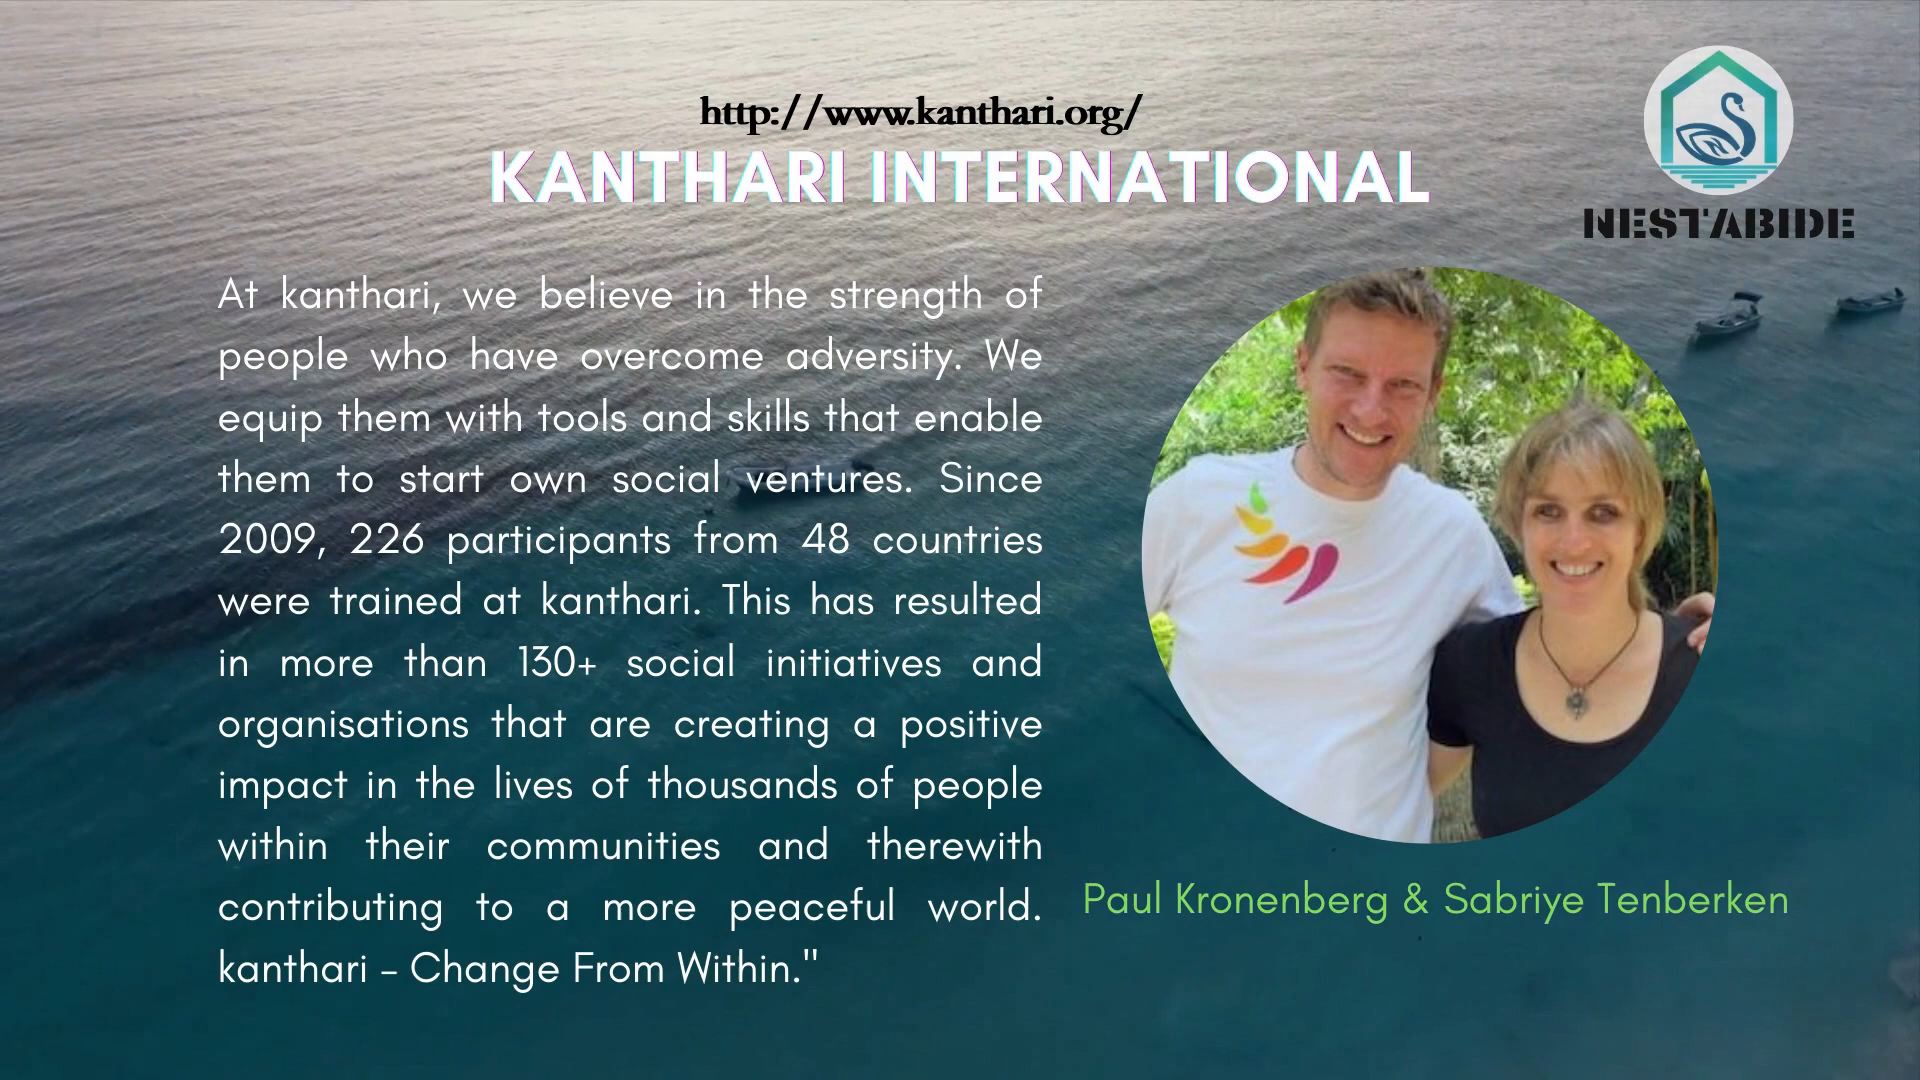 http://www.kanthari.org/
KANTHARI INTERNATIONAL
NESTABIDE
At kanthari, we believe in the strength of
people who have overcome adversity. We
equip them with tools and skills that enable
them to start own social ventures. Since
2009, 226 participants from 48 countries
were trained at kanthari. This has resulted
in more than 130+ social initiatives and
organisations that are creating a positive
impact in the lives of thousands of people
within their communities and therewith
contributing to a more peaceful world.
kanthari – Change From Within."
Paul Kronenberg & Sabriye Tenberken